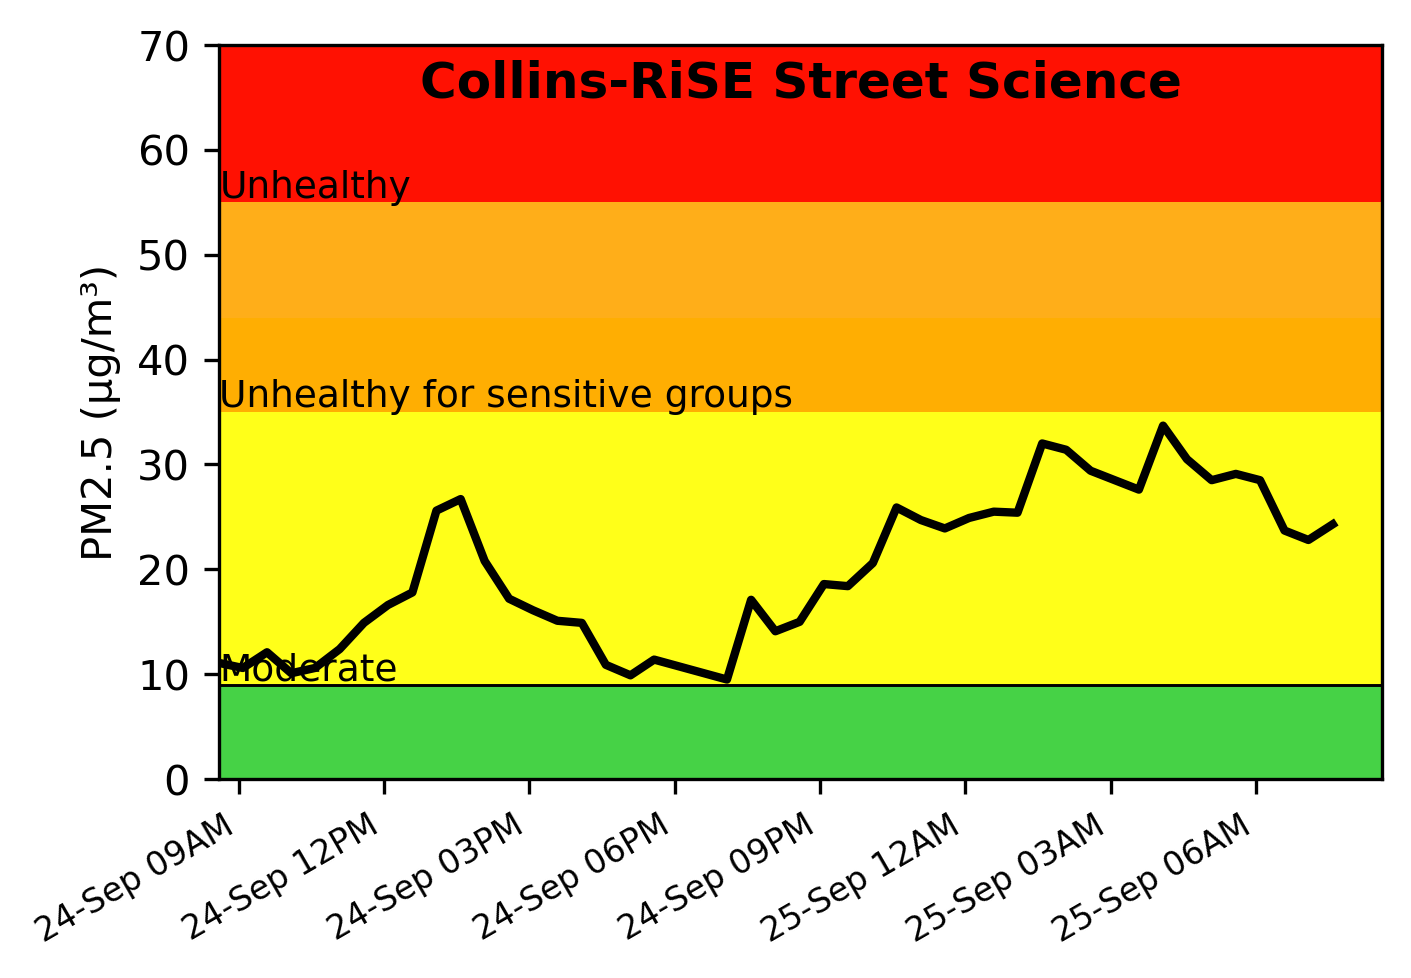 Collins-RiSE Street Science
PM2.5 (µg/m³)
70
60
50
40
30
20
10
0
Unhealthy
Unhealthy for sensitive groups
Moderate
24-Sep 09AM
24-Sep 12PM
24-Sep 03PM
24-Sep 06PM
24-Sep 09PM
25-Sep 12AM
25-Sep 03AM
25-Sep 06AM